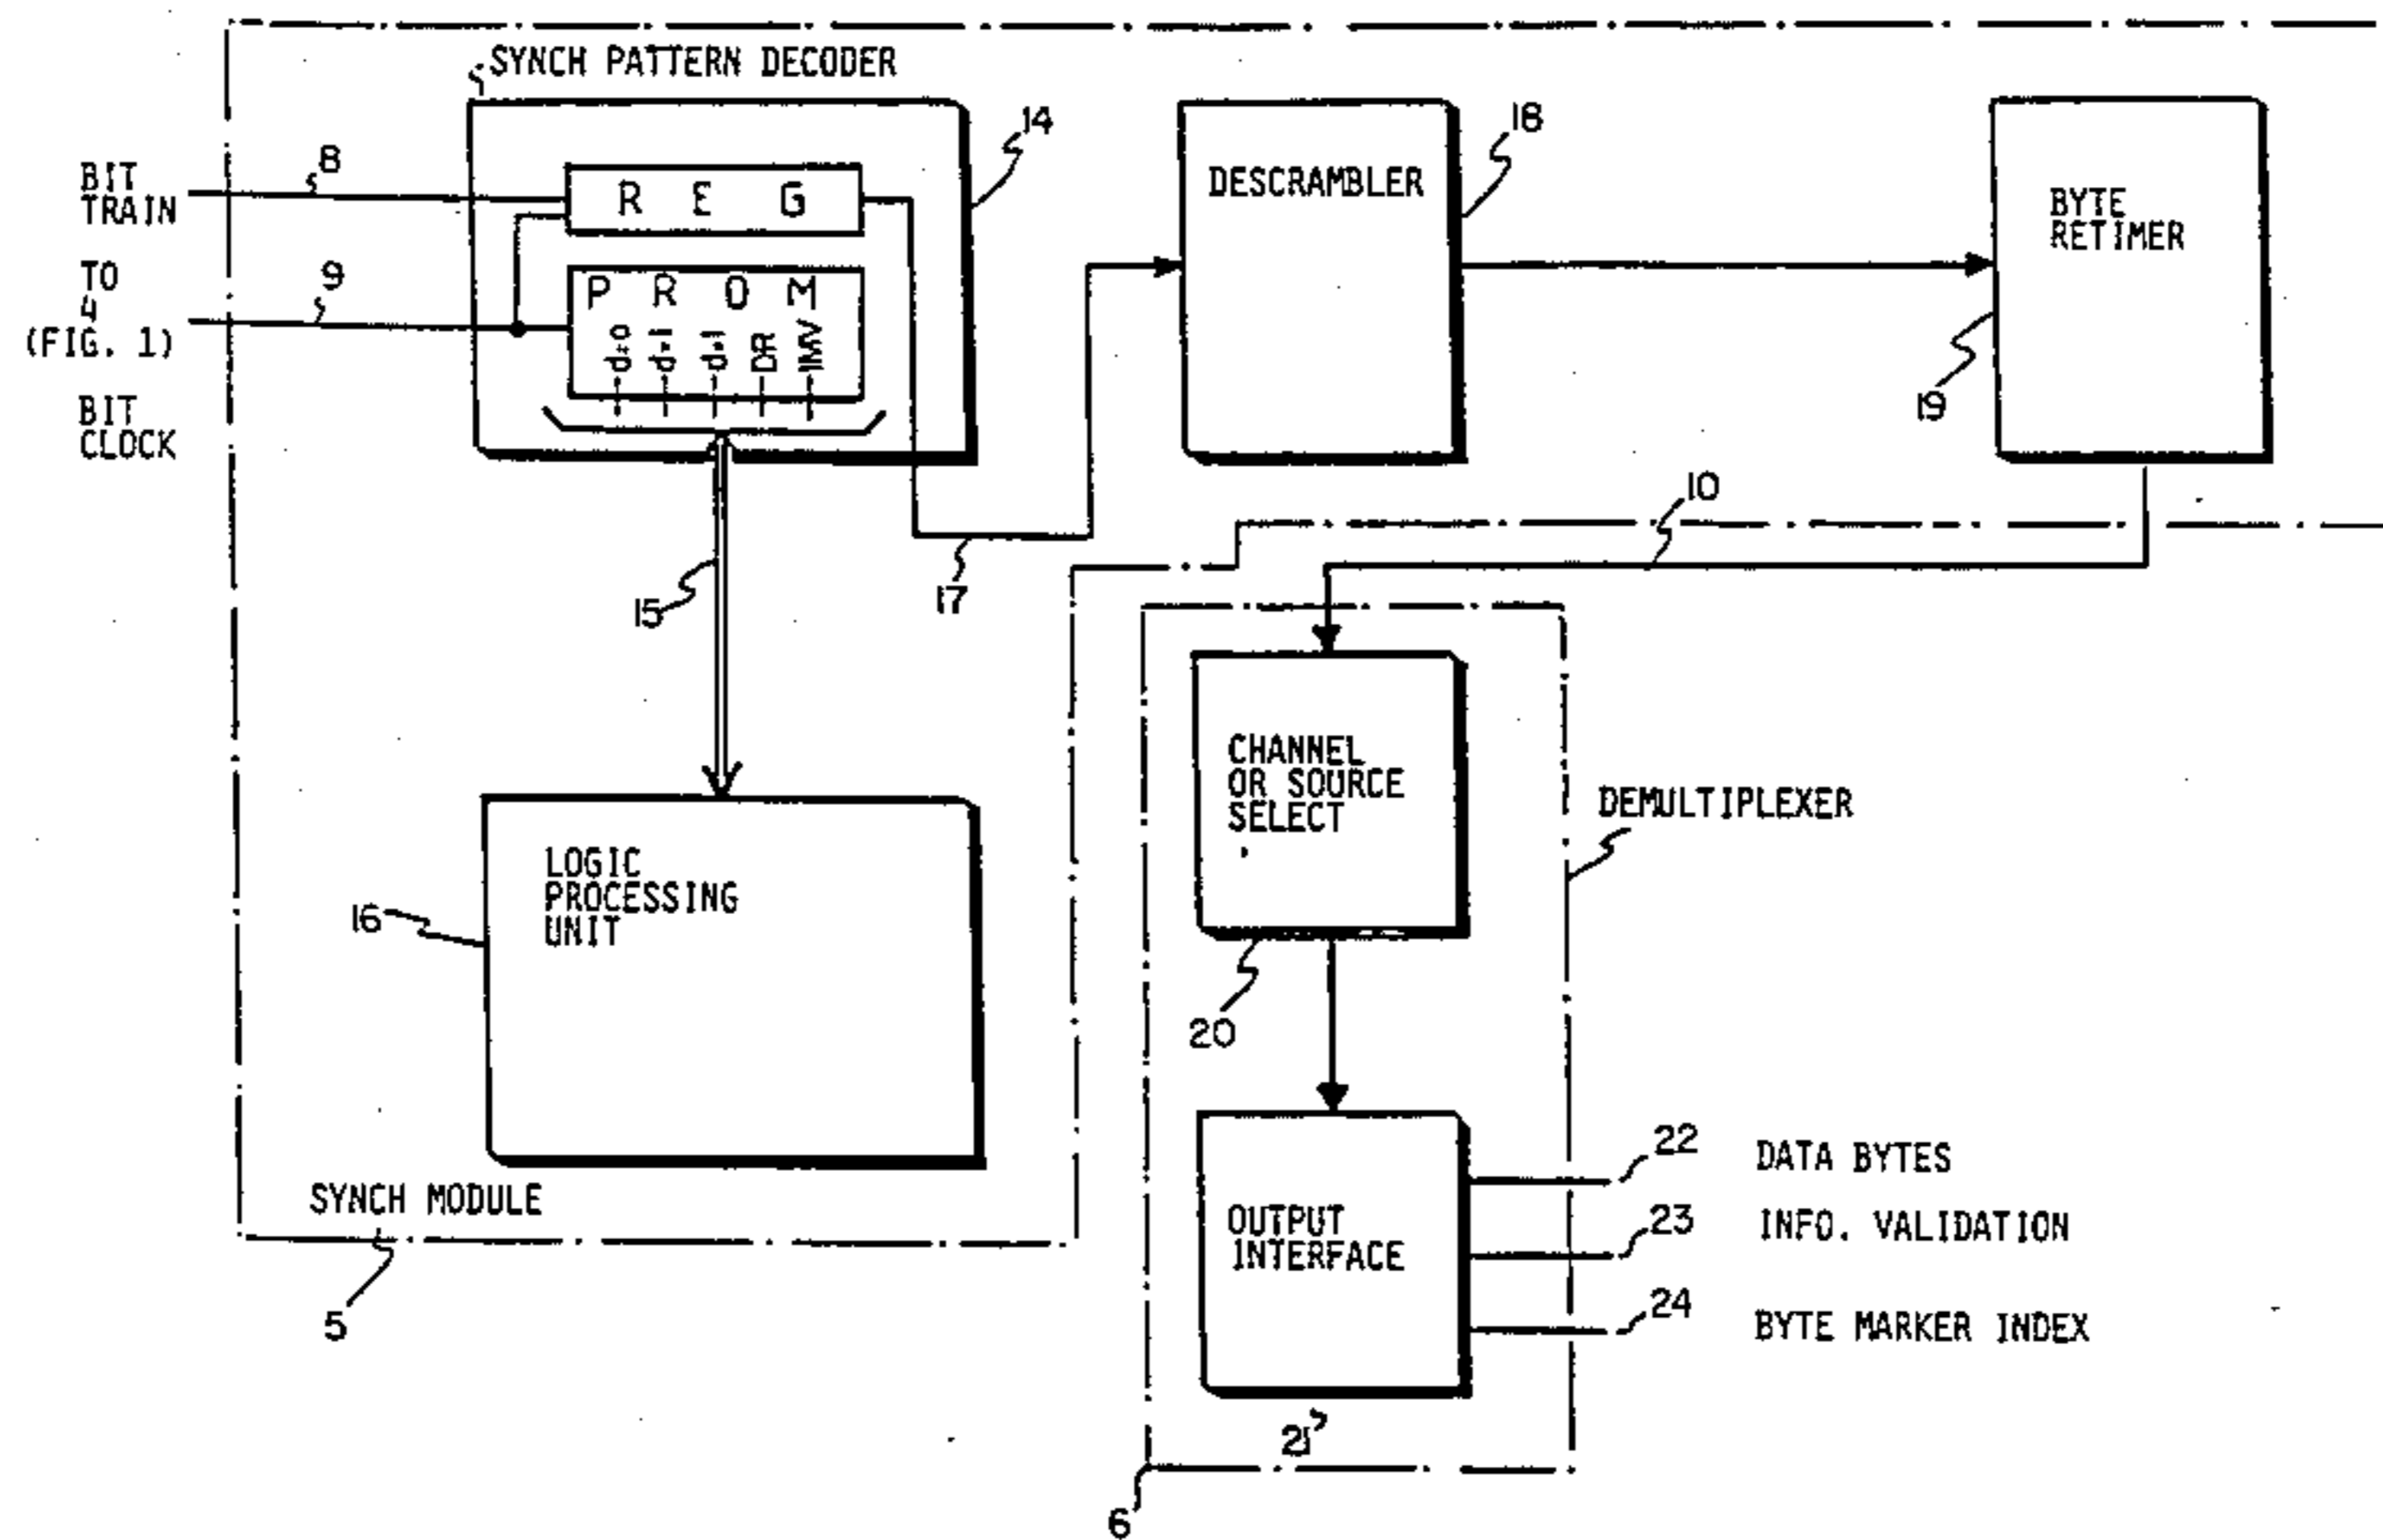 SYNCH PATTERN DECODER
14
18
8
BIT
TRAIN
R E G
DESCRAMBLER
BYTE
RETIMER
TO
4
(FIG. 1)
9
P R O M
d=0
DR
IMV
19
BIT
CLOCK
10
15
17
CHANNEL
OR SOURCE
SELECT
DEMULTIPLEXER
LOGIC
PROCESSING
UNIT
16
20
22
DATA BYTES
SYNCH MODULE
OUTPUT
INTERFACE
23
INFO. VALIDATION
5
24
BYTE MARKER INDEX
21
6